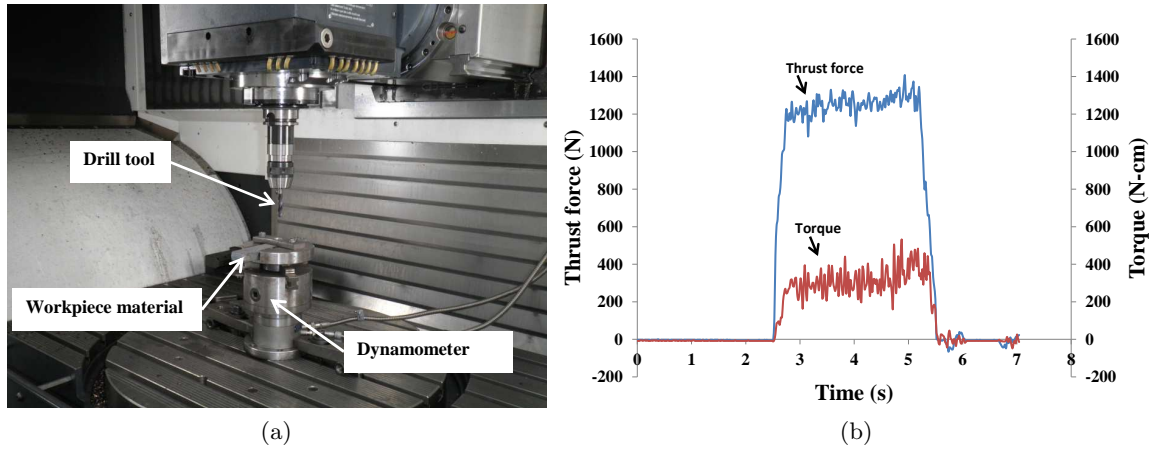 Drill tool
Workpiece material
Dynamometer
(a)
1600 1600
1400 1400
1200 1200
1000 1000
800 800
600 600
400 400
200 200
0 0
-200 -200
Thrust force (N)
Torque (N-cm)
Thrust force
Torque
0 1 2 3 4 5 6 7 8
Time (s)
(b)